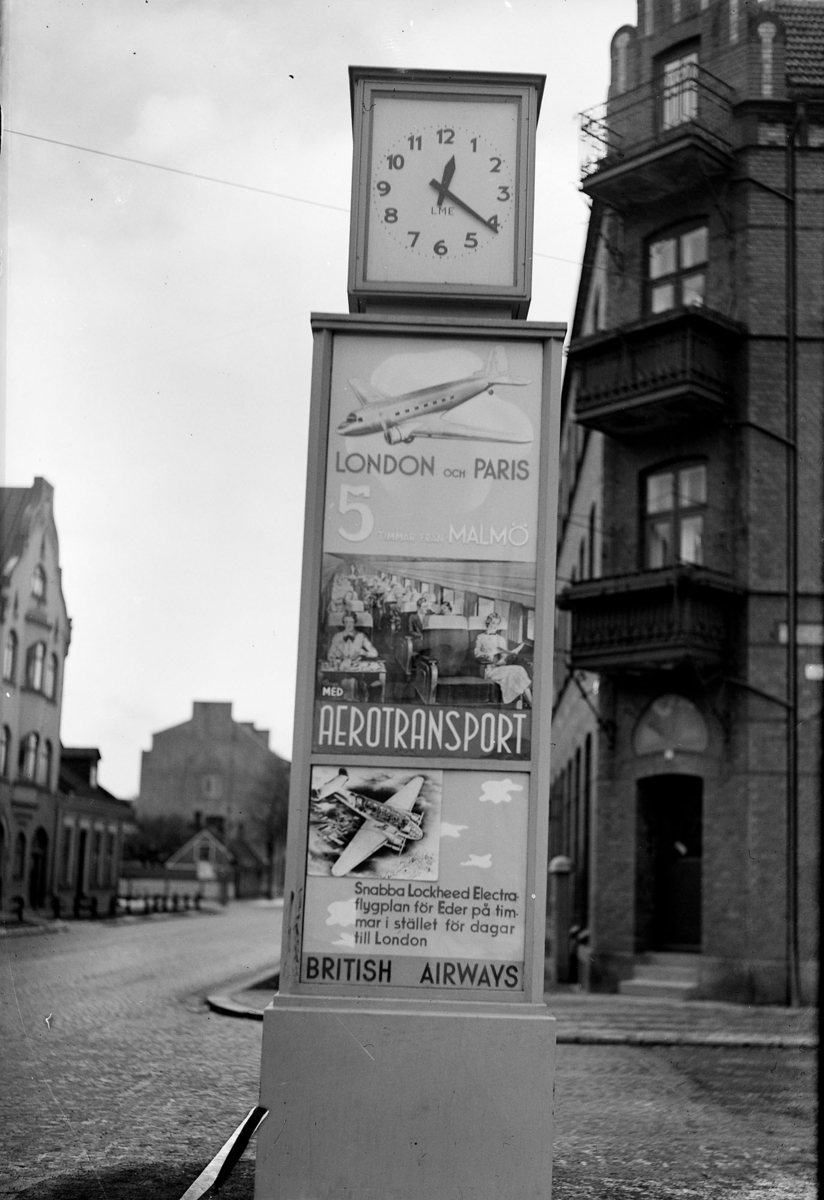 12
11 1
10 2
9 3
8 4
7 5
6
LME
LONDON OCH PARIS
5 TIMMAR FRÅN MALMÖ
MED
AEROTRANSPORT
Snabba Lockheed Electra-
flygplan för Eder på tim-
mar i stället för dagar
till London
BRITISH AIRWAYS